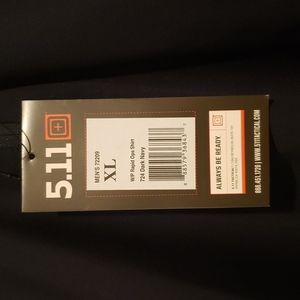 5.11
MEN'S 72209
XL
WP Rapid Ops Shirt
724 Dark Navy
ALWAYS BE READY
866.451.1726 | WWW.511TACTICAL.COM